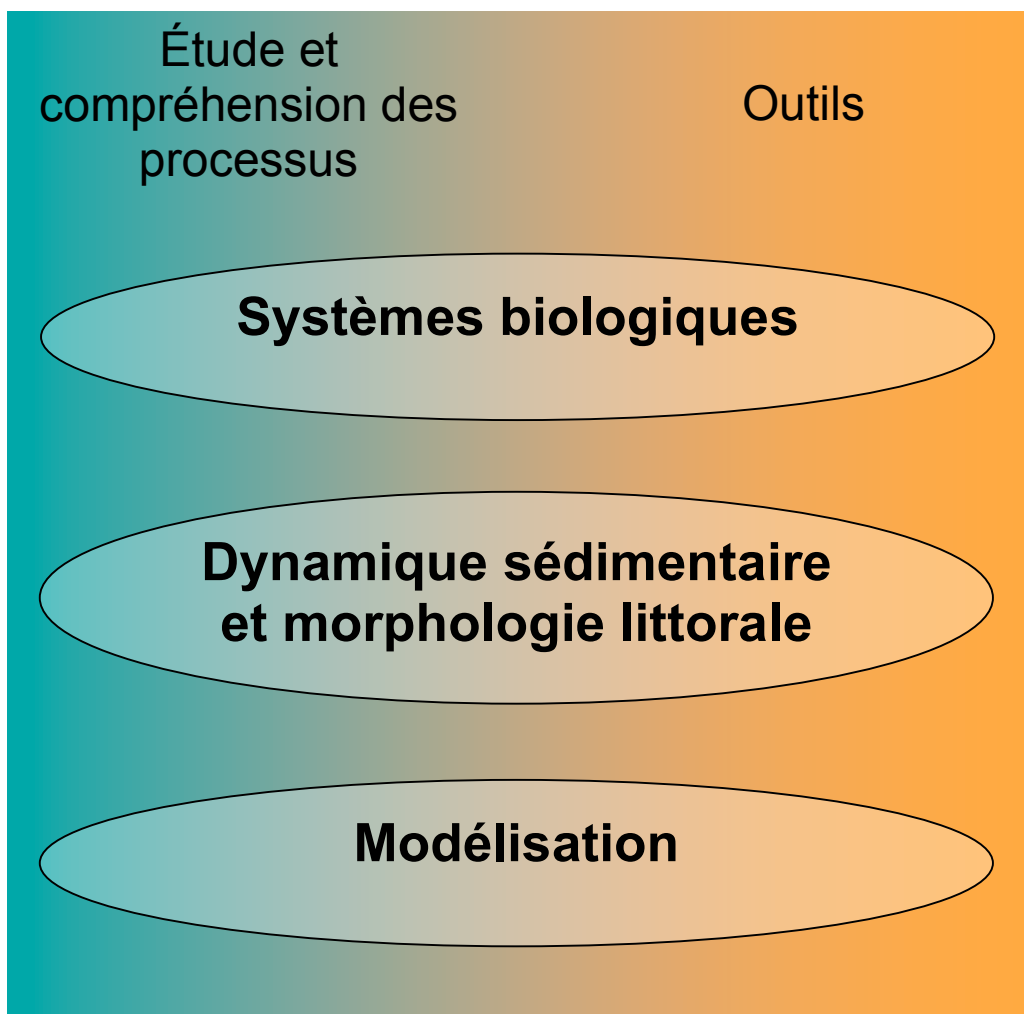 Étude et
compréhension des
processus
Outils
Systèmes biologiques
Dynamique sédimentaire
et morphologie littorale
Modélisation